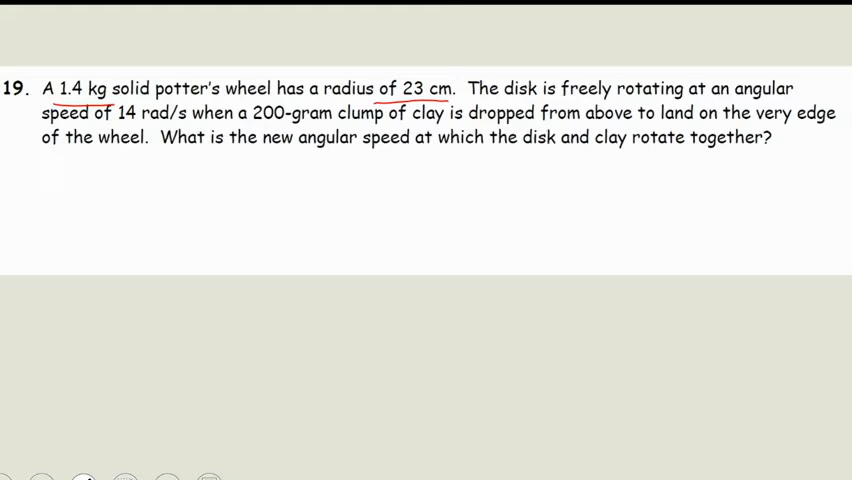 19. A 1.4 kg solid potter's wheel has a radius of 23 cm. The disk is freely rotating at an angular
speed of 14 rad/s when a 200-gram clump of clay is dropped from above to land on the very edge
of the wheel. What is the new angular speed at which the disk and clay rotate together?